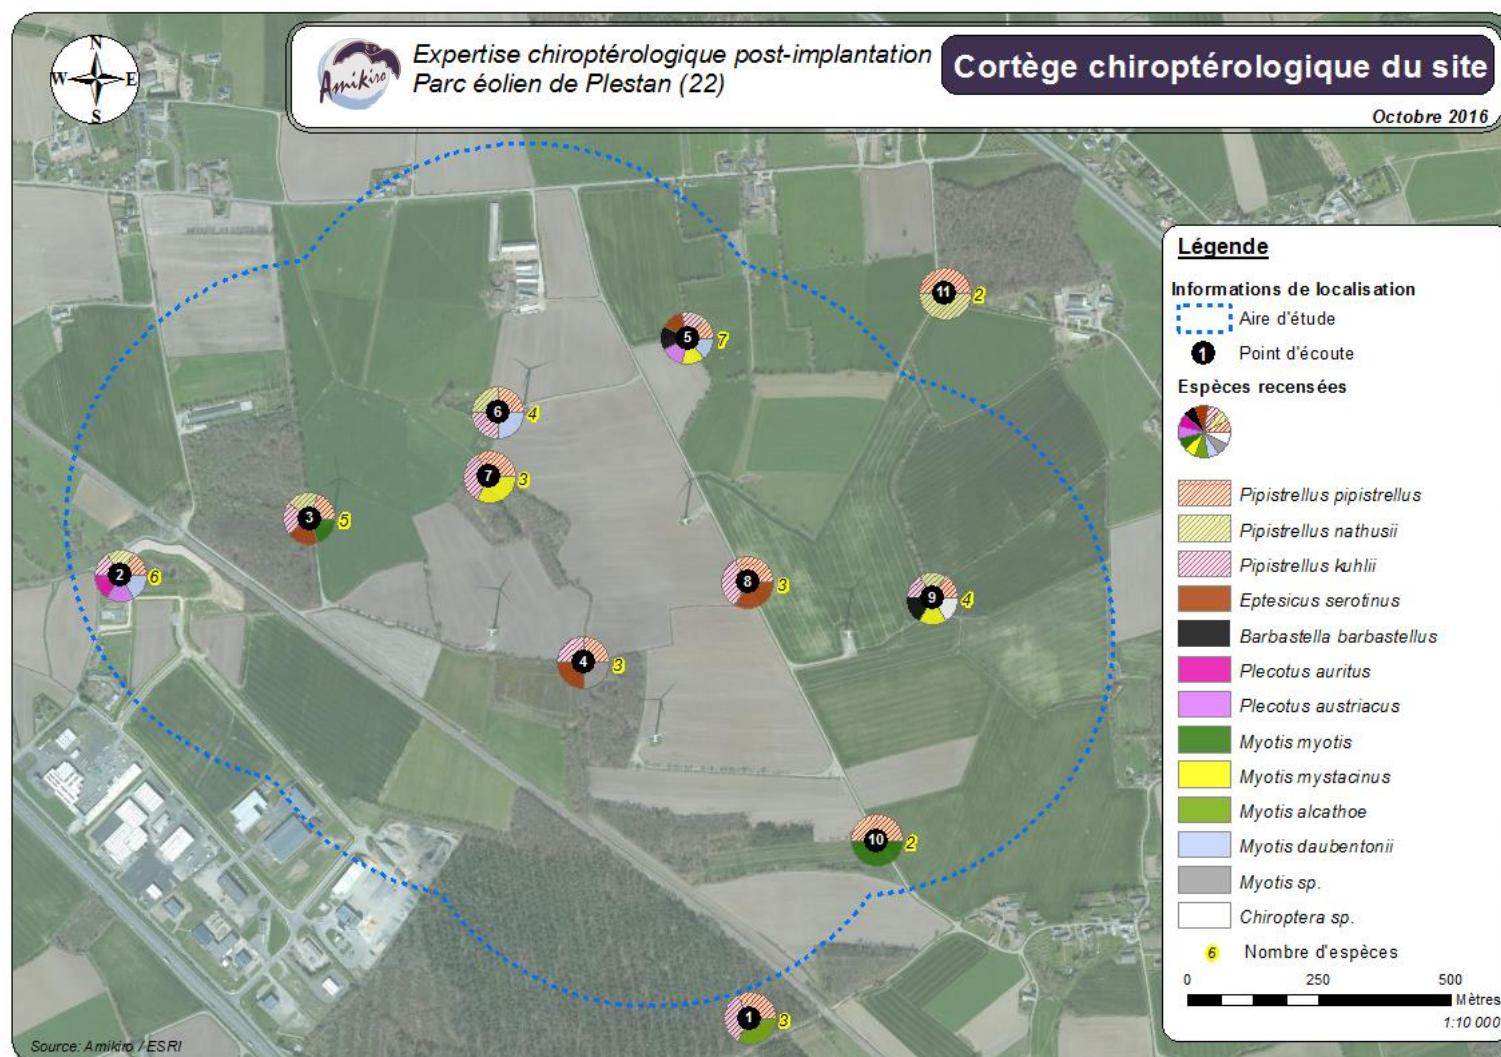 N
W E
S
Amikiro
Expertise chiroptérologique post-implantation
Parc éolien de Plestan (22)
Cortège chiroptérologique du site
Octobre 2016
11 2
5 7
6 4
7 3
3 5
2 6
8 3
9 4
4 3
10 2
1 3
Légende
Informations de localisation
Aire d'étude
1 Point d'écoute
Espèces recensées
Pipistrellus pipistrellus
Pipistrellus nathusii
Pipistrellus kuhlii
Eptesicus serotinus
Barbastella barbastellus
Plecotus auritus
Plecotus austriacus
Myotis myotis
Myotis mystacinus
Myotis alcathoe
Myotis daubentonii
Myotis sp.
Chiroptera sp.
6 Nombre d'espèces
0 250 500
Mètres
1:10 000
Source: Amikiro / ESRI